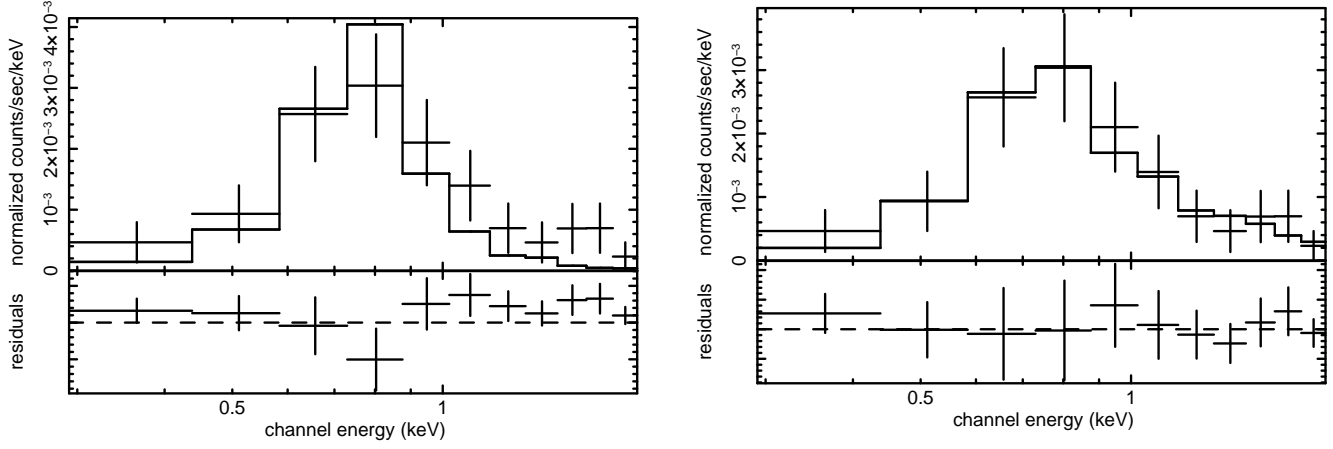 normalized counts/sec/keV
4×10⁻³
3×10⁻³
2×10⁻³
10⁻³
0
residuals
0.5
1
channel energy (keV)
normalized counts/sec/keV
3×10⁻³
2×10⁻³
10⁻³
0
residuals
0.5
1
channel energy (keV)